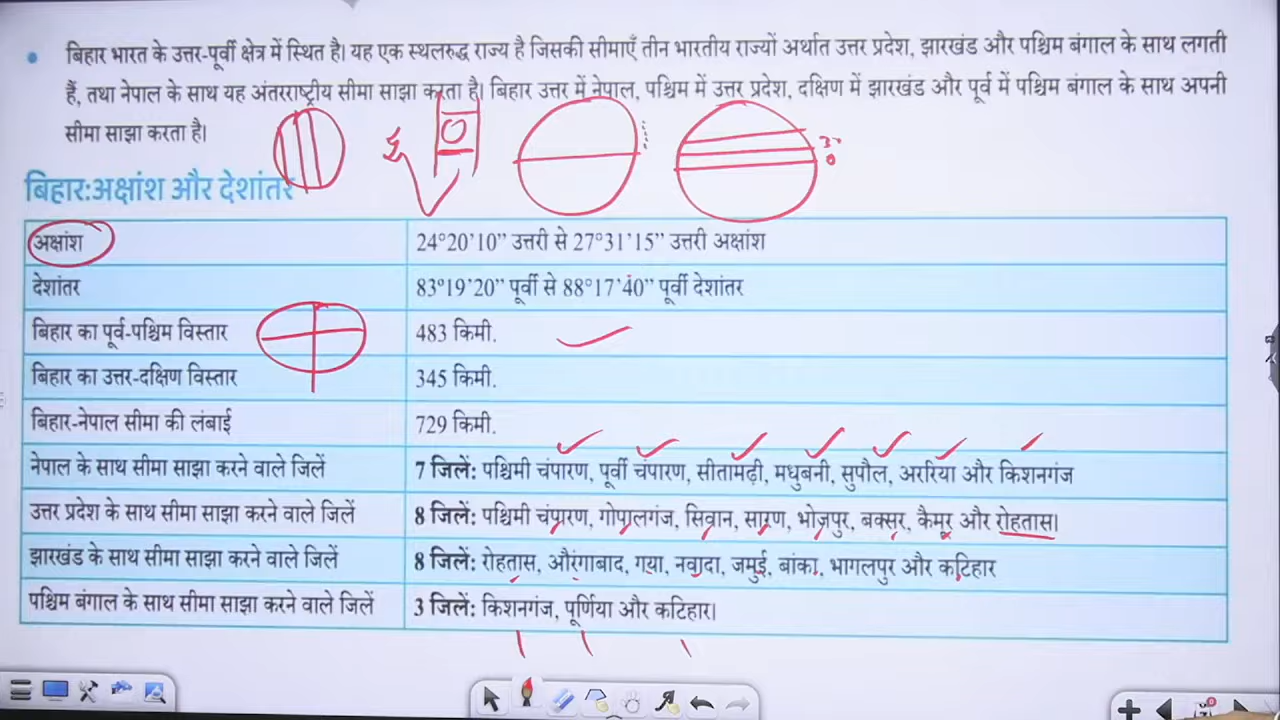 बिहार भारत के उत्तर-पूर्वी क्षेत्र में स्थित है। यह एक स्थलरुद्ध राज्य है जिसकी सीमाएँ तीन भारतीय राज्यों अर्थात उत्तर प्रदेश, झारखंड और पश्चिम बंगाल के साथ लगती
हैं, तथा नेपाल के साथ यह अंतरराष्ट्रीय सीमा साझा करता है। बिहार उत्तर में नेपाल, पश्चिम में उत्तर प्रदेश, दक्षिण में झारखंड और पूर्व में पश्चिम बंगाल के साथ अपनी
सीमा साझा करता है।
बिहार:अक्षांश और देशांतर
अक्षांश 24°20’10” उत्तरी से 27°31’15” उत्तरी अक्षांश
देशांतर 83°19’20” पूर्वी से 88°17’40” पूर्वी देशांतर
बिहार का पूर्व-पश्चिम विस्तार 483 किमी.
बिहार का उत्तर-दक्षिण विस्तार 345 किमी.
बिहार-नेपाल सीमा की लंबाई 729 किमी.
नेपाल के साथ सीमा साझा करने वाले जिलें 7 जिलें: पश्चिमी चंपारण, पूर्वी चंपारण, सीतामढ़ी, मधुबनी, सुपौल, अररिया और किशनगंज
उत्तर प्रदेश के साथ सीमा साझा करने वाले जिलें 8 जिलें: पश्चिमी चंपारण, गोपालगंज, सिवान, सारण, भोजपुर, बक्सर, कैमूर और रोहतास।
झारखंड के साथ सीमा साझा करने वाले जिलें 8 जिलें: रोहतास, औरंगाबाद, गया, नवादा, जमुई, बांका, भागलपुर और कटिहार
पश्चिम बंगाल के साथ सीमा साझा करने वाले जिलें 3 जिलें: किशनगंज, पूर्णिया और कटिहार।